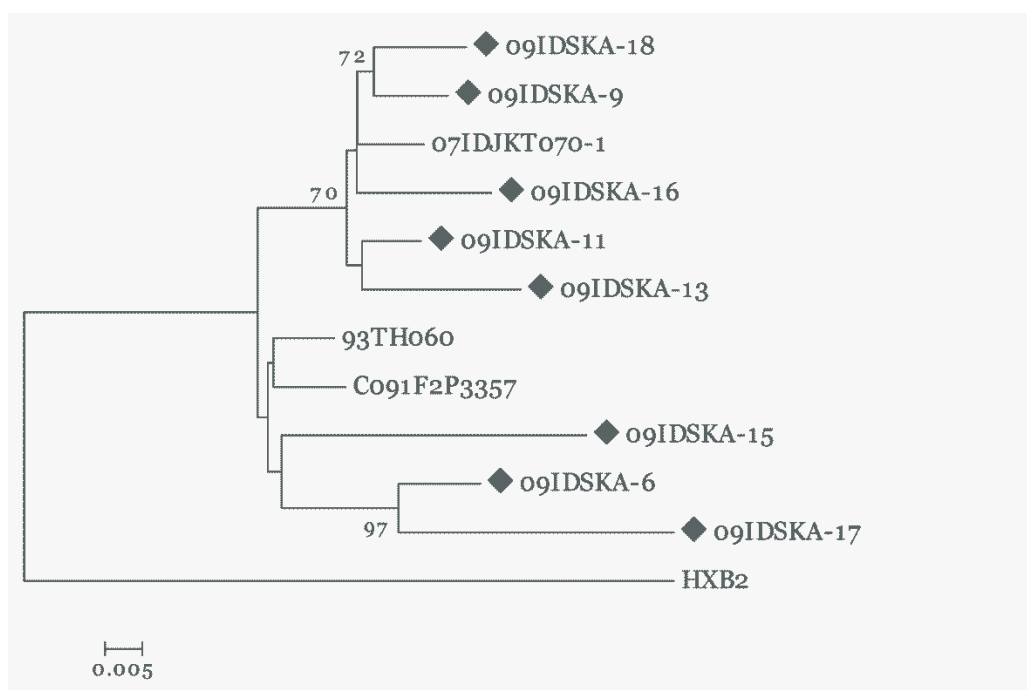 09IDSKA-18
72
09IDSKA-9
07IDJKT070-1
09IDSKA-16
70
09IDSKA-11
09IDSKA-13
93TH060
C091F2P3357
09IDSKA-15
09IDSKA-6
97
09IDSKA-17
HXB2
0.005